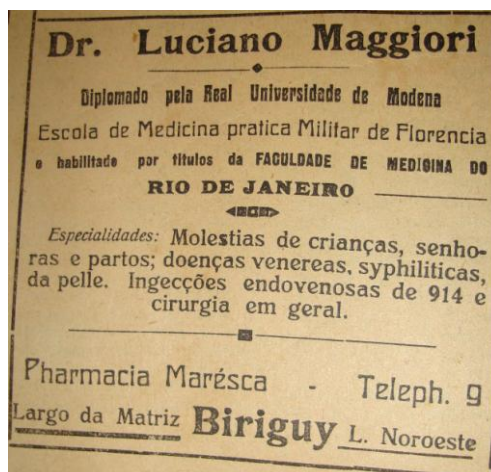 Dr. Luciano Maggiori
Diplomado pela Real Universidade de Modena
Escola de Medicina pratica Militar de Florencia
e habilitado por titulos da FACULDADE DE MEDICINA DO
RIO DE JANEIRO
Especialidades: Molestias de crianças, senho-
ras e partos; doenças venereas, syphiliticas,
da pelle. Ingecções endovenosas de 914 e
cirurgia em geral.
Pharmacia Marésca - Teleph. 9
Largo da Matriz Biriguy L. Noroeste